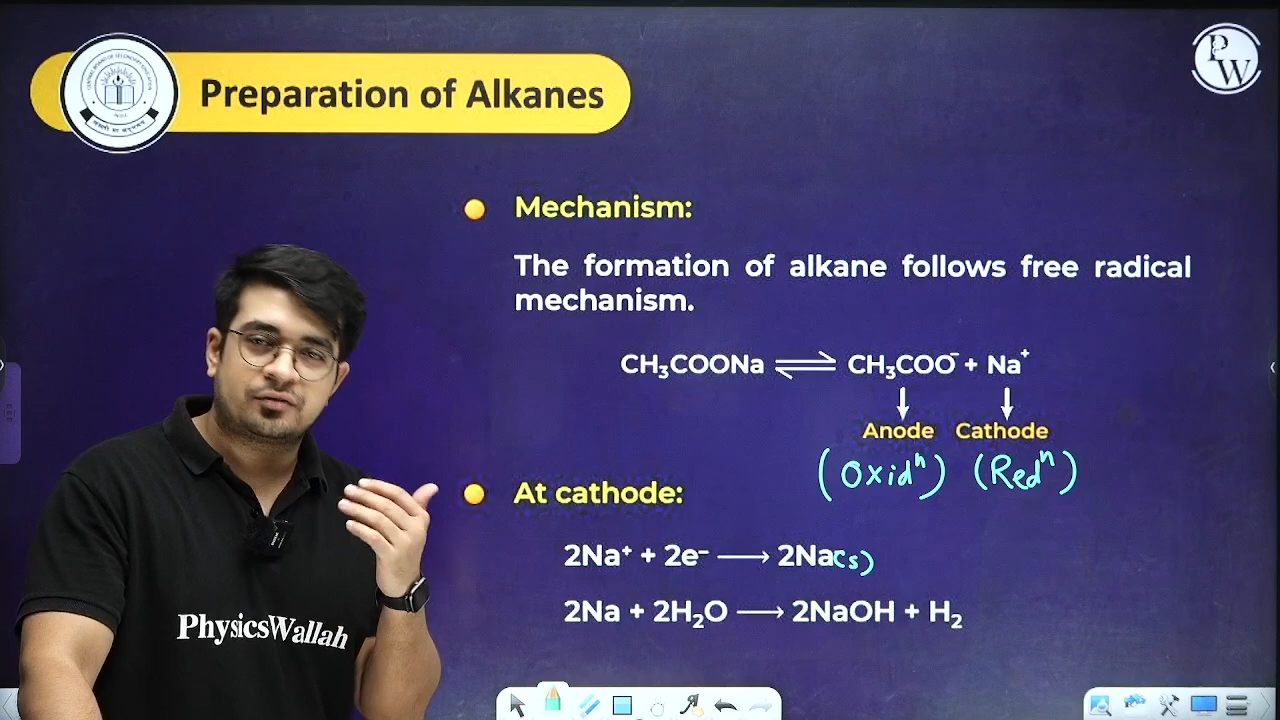 Preparation of Alkanes
PW
Mechanism:
The formation of alkane follows free radical
mechanism.
CH₃COONa ⇌ CH₃COO⁻ + Na⁺
↓ ↓
Anode Cathode
(Oxidⁿ) (Redⁿ)
At cathode:
2Na⁺ + 2e⁻ ⟶ 2Na(s)
2Na + 2H₂O ⟶ 2NaOH + H₂
PhysicsWallah